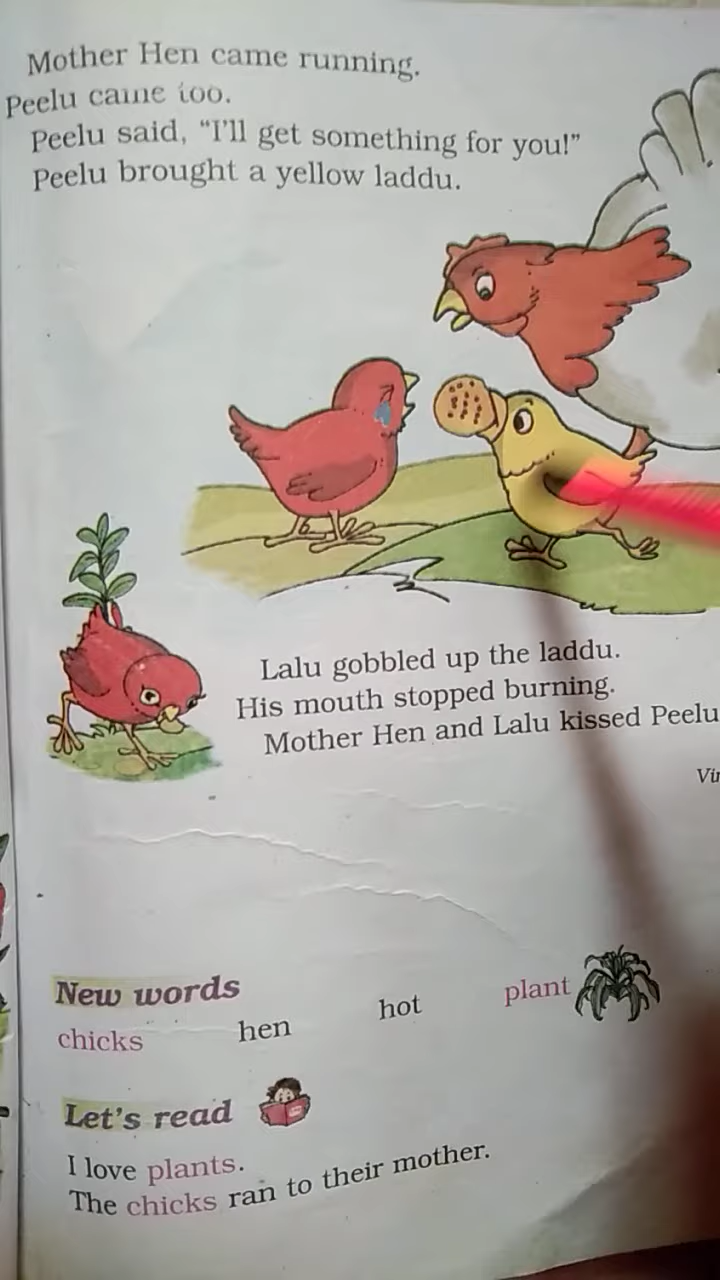 Mother Hen came running.
Peelu came too.
Peelu said, “I’ll get something for you!”
Peelu brought a yellow laddu.
Lalu gobbled up the laddu.
His mouth stopped burning.
Mother Hen and Lalu kissed Peelu
New words
chicks hen hot plant
Let’s read
I love plants.
The chicks ran to their mother.